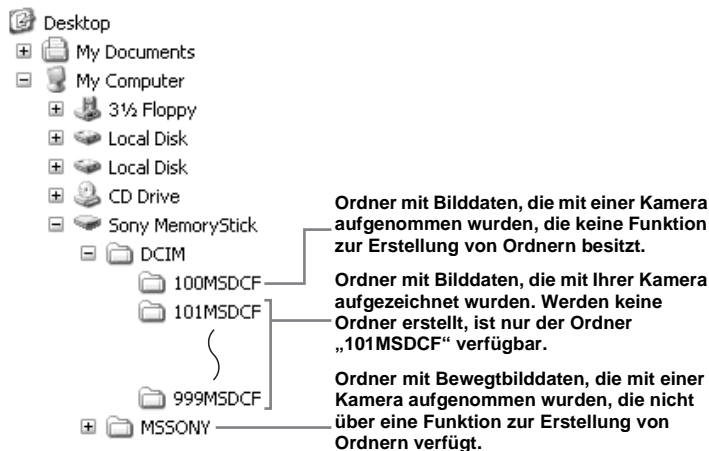 Desktop
My Documents
My Computer
3½ Floppy
Local Disk
Local Disk
CD Drive
Sony MemoryStick
DCIM
100MSDCF
101MSDCF
999MSDCF
MSSONY
Ordner mit Bilddaten, die mit einer Kamera
aufgenommen wurden, die keine Funktion
zur Erstellung von Ordnern besitzt.
Ordner mit Bilddaten, die mit Ihrer Kamera
aufgezeichnet wurden. Werden keine
Ordner erstellt, ist nur der Ordner
„101MSDCF“ verfügbar.
Ordner mit Bewegtbilddaten, die mit einer
Kamera aufgenommen wurden, die nicht
über eine Funktion zur Erstellung von
Ordnern verfügt.